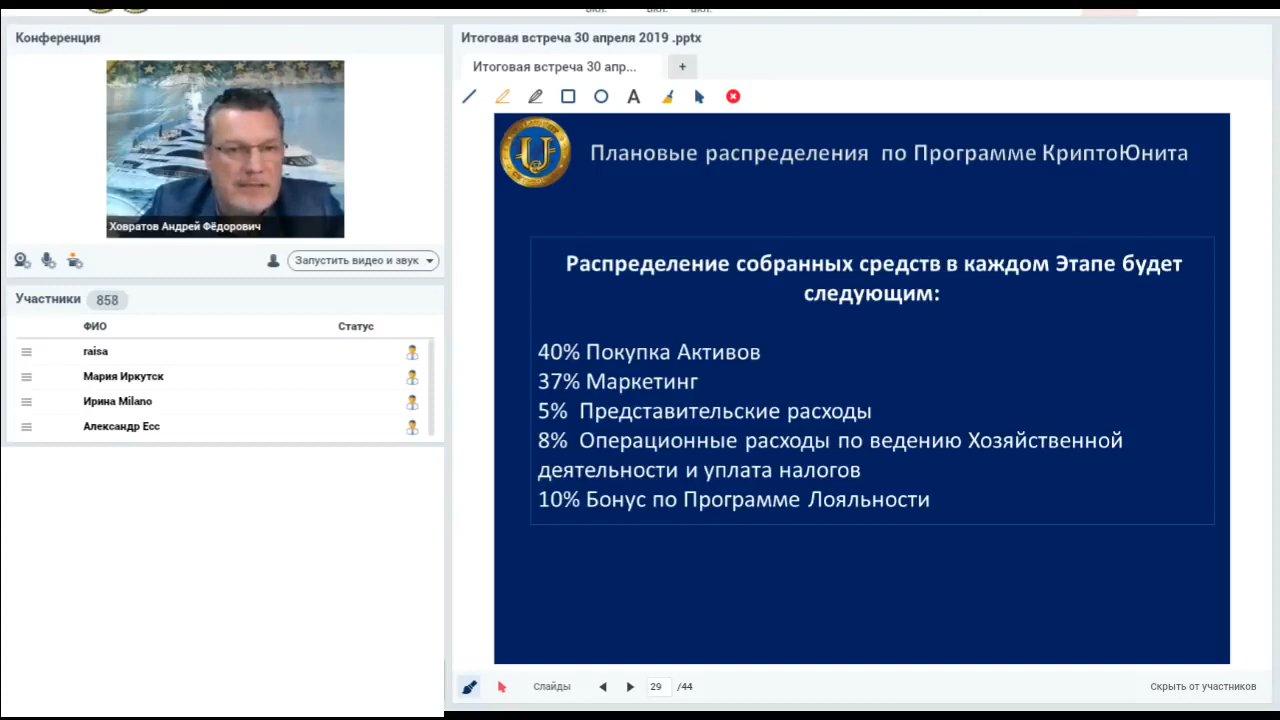 Конференция
Ховратов Андрей Фёдорович
Запустить видео и звук
Участники 858
ФИО Статус
raisa
Мария Иркутск
Ирина Milano
Александр Есс
Итоговая встреча 30 апреля 2019 .pptx
Итоговая встреча 30 апр... +
A
Плановые распределения по Программе КриптоЮнита
Распределение собранных средств в каждом Этапе будет
следующим:
40% Покупка Активов
37% Маркетинг
5% Представительские расходы
8% Операционные расходы по ведению Хозяйственной
деятельности и уплата налогов
10% Бонус по Программе Лояльности
Слайды 29 /44 Скрыть от участников